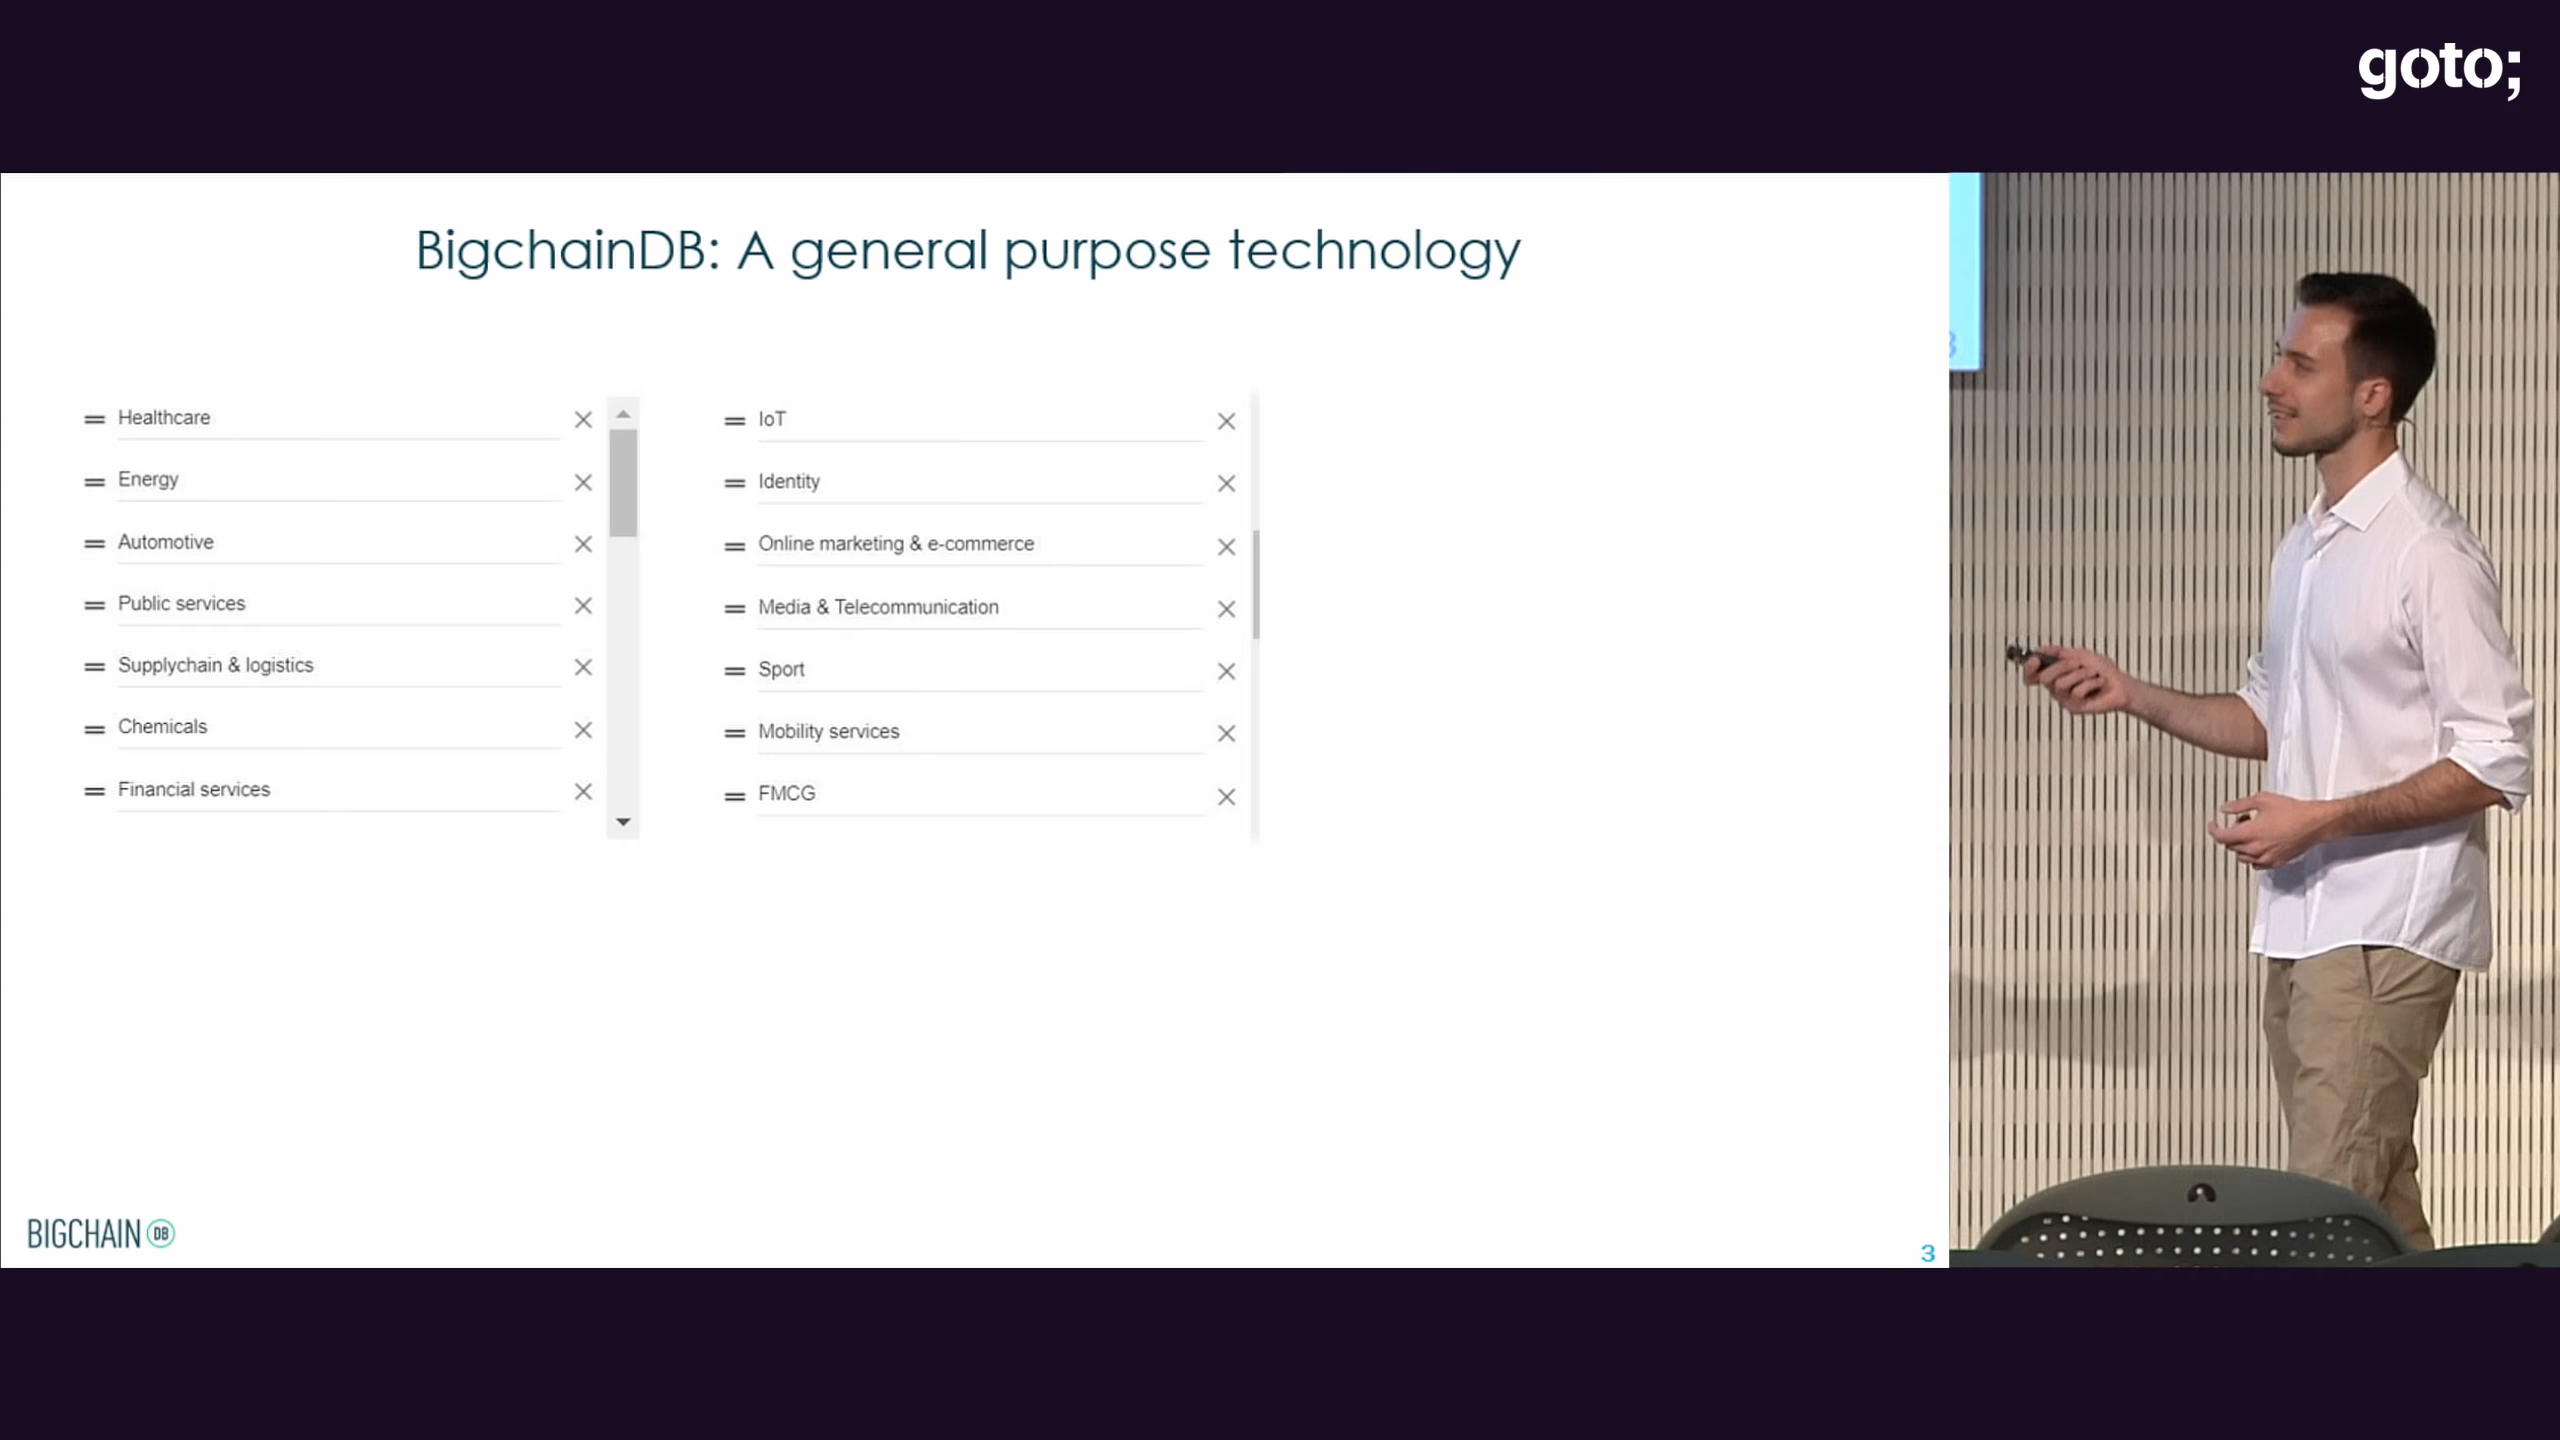 goto;
BigchainDB: A general purpose technology
Healthcare
Energy
Automotive
Public services
Supplychain & logistics
Chemicals
Financial services
IoT
Identity
Online marketing & e-commerce
Media & Telecommunication
Sport
Mobility services
FMCG
BIGCHAIN DB
3
3